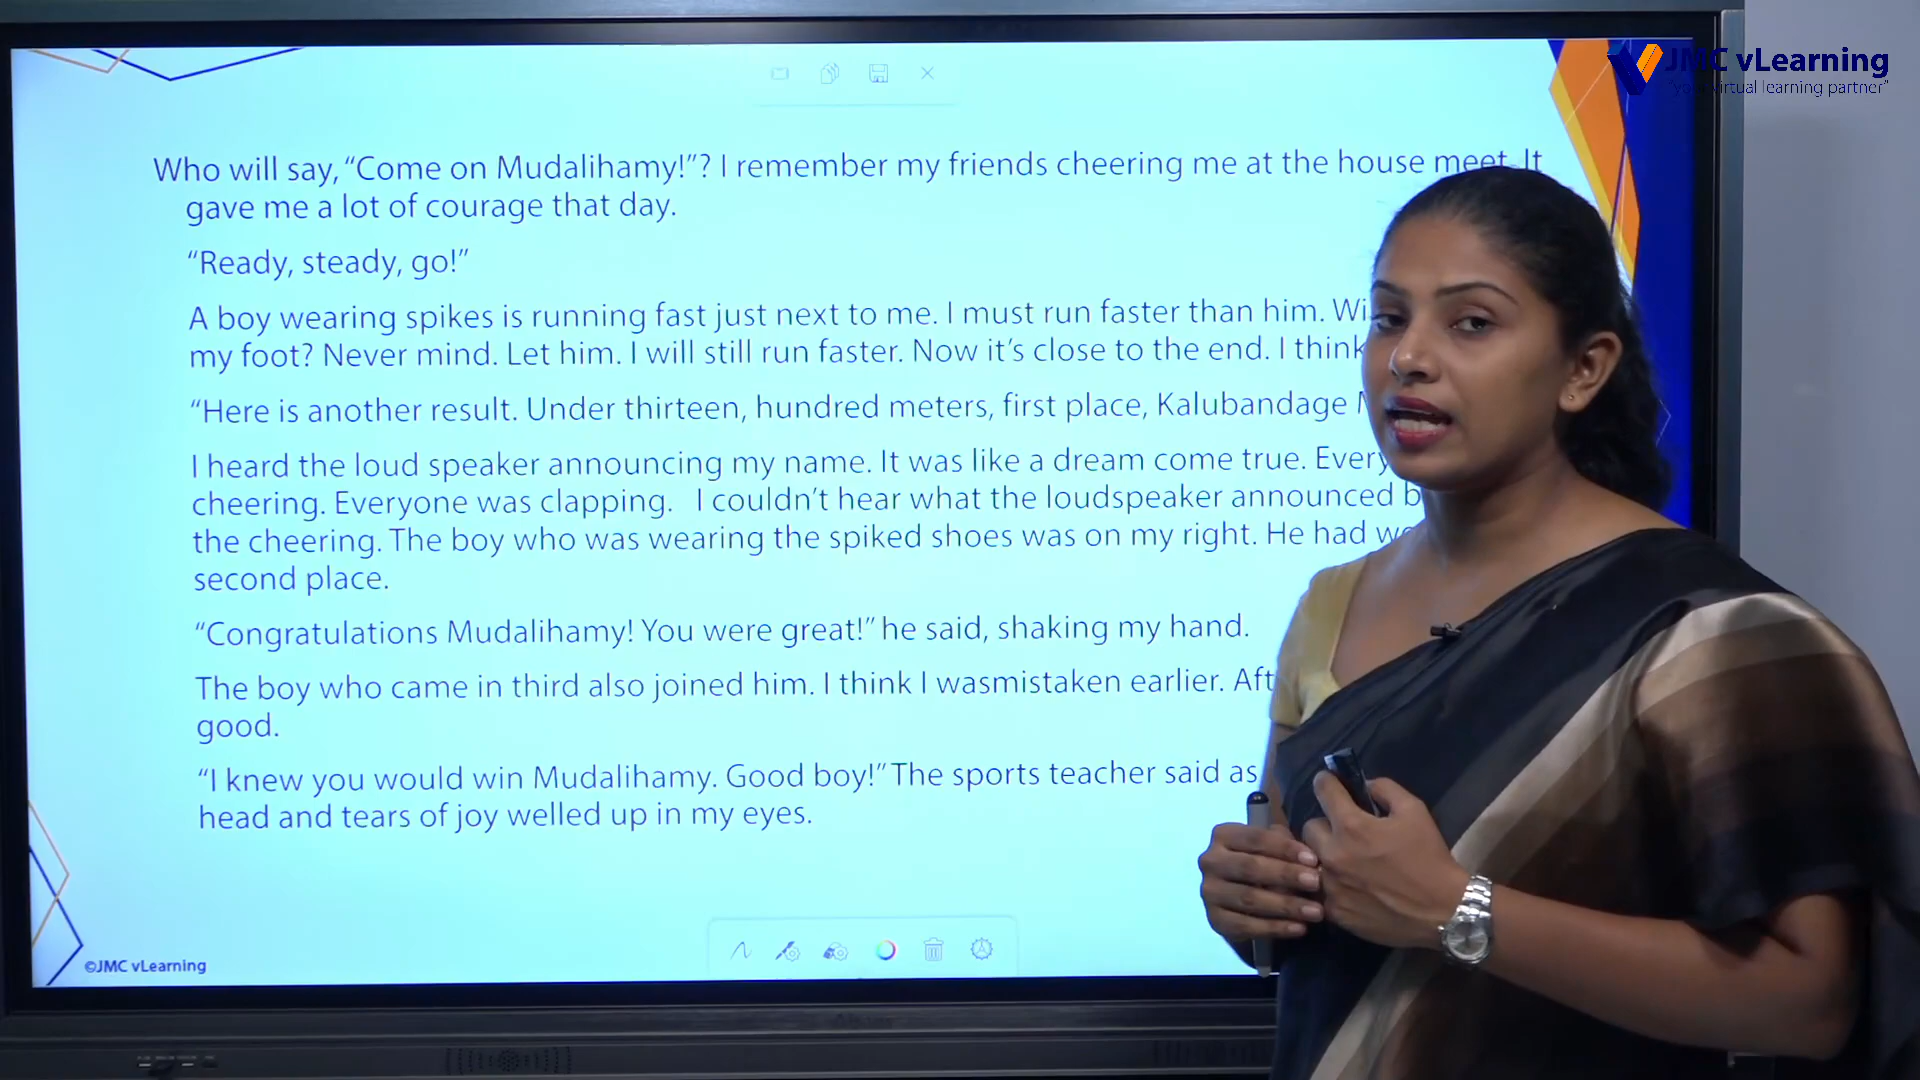 JMC vLearning
"your virtual learning partner"
Who will say, “Come on Mudalihamy!”? I remember my friends cheering me at the house meet. It
gave me a lot of courage that day.
“Ready, steady, go!”
A boy wearing spikes is running fast just next to me. I must run faster than him.
my foot? Never mind. Let him. I will still run faster. Now it’s close to the end. I think
“Here is another result. Under thirteen, hundred meters, first place, Kalubandage
I heard the loud speaker announcing my name. It was like a dream come true.
cheering. Everyone was clapping. I couldn’t hear what the loudspeaker announced
the cheering. The boy who was wearing the spiked shoes was on my right. He had
second place.
“Congratulations Mudalihamy! You were great!” he said, shaking my hand.
The boy who came in third also joined him. I think I wasmistaken earlier.
good.
“I knew you would win Mudalihamy. Good boy!” The sports teacher said as
head and tears of joy welled up in my eyes.
©JMC vLearning